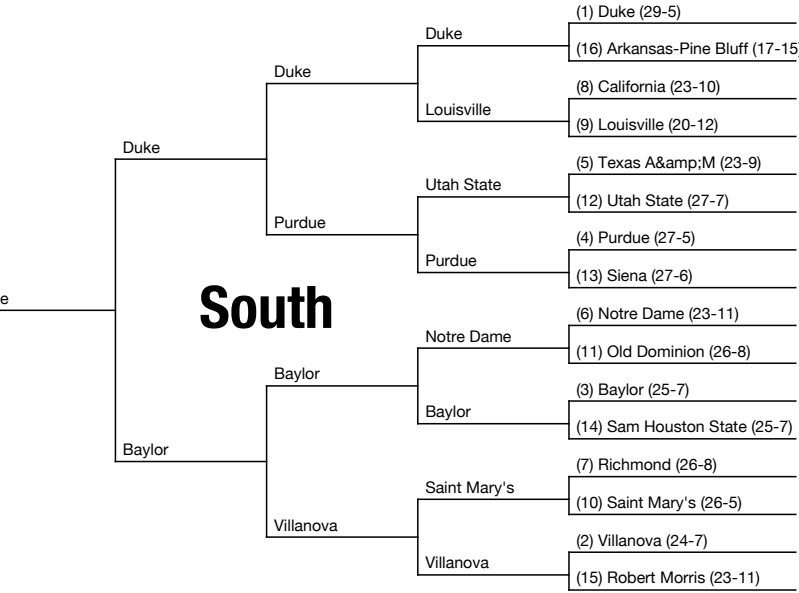 (1) Duke (29-5)
Duke
(16) Arkansas-Pine Bluff (17-15)
Duke
(8) California (23-10)
Louisville
(9) Louisville (20-12)
Duke
(5) Texas A&amp;M (23-9)
Utah State
(12) Utah State (27-7)
Purdue
(4) Purdue (27-5)
Purdue
(13) Siena (27-6)
e
South
(6) Notre Dame (23-11)
Notre Dame
(11) Old Dominion (26-8)
Baylor
(3) Baylor (25-7)
Baylor
(14) Sam Houston State (25-7)
Baylor
(7) Richmond (26-8)
Saint Mary's
(10) Saint Mary's (26-5)
Villanova
(2) Villanova (24-7)
Villanova
(15) Robert Morris (23-11)